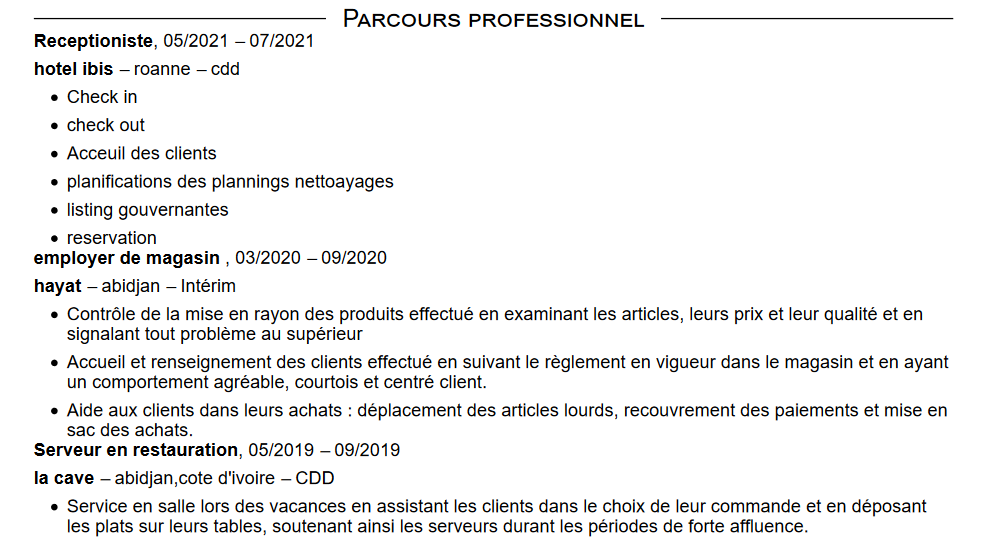 Parcours professionnel
Receptioniste, 05/2021 – 07/2021
hotel ibis – roanne – cdd
• Check in
• check out
• Acceuil des clients
• planifications des plannings nettoayages
• listing gouvernantes
• reservation
employer de magasin , 03/2020 – 09/2020
hayat – abidjan – Intérim
• Contrôle de la mise en rayon des produits effectué en examinant les articles, leurs prix et leur qualité et en
signalant tout problème au supérieur
• Accueil et renseignement des clients effectué en suivant le règlement en vigueur dans le magasin et en ayant
un comportement agréable, courtois et centré client.
• Aide aux clients dans leurs achats : déplacement des articles lourds, recouvrement des paiements et mise en
sac des achats.
Serveur en restauration, 05/2019 – 09/2019
la cave – abidjan,cote d'ivoire – CDD
• Service en salle lors des vacances en assistant les clients dans le choix de leur commande et en déposant
les plats sur leurs tables, soutenant ainsi les serveurs durant les périodes de forte affluence.